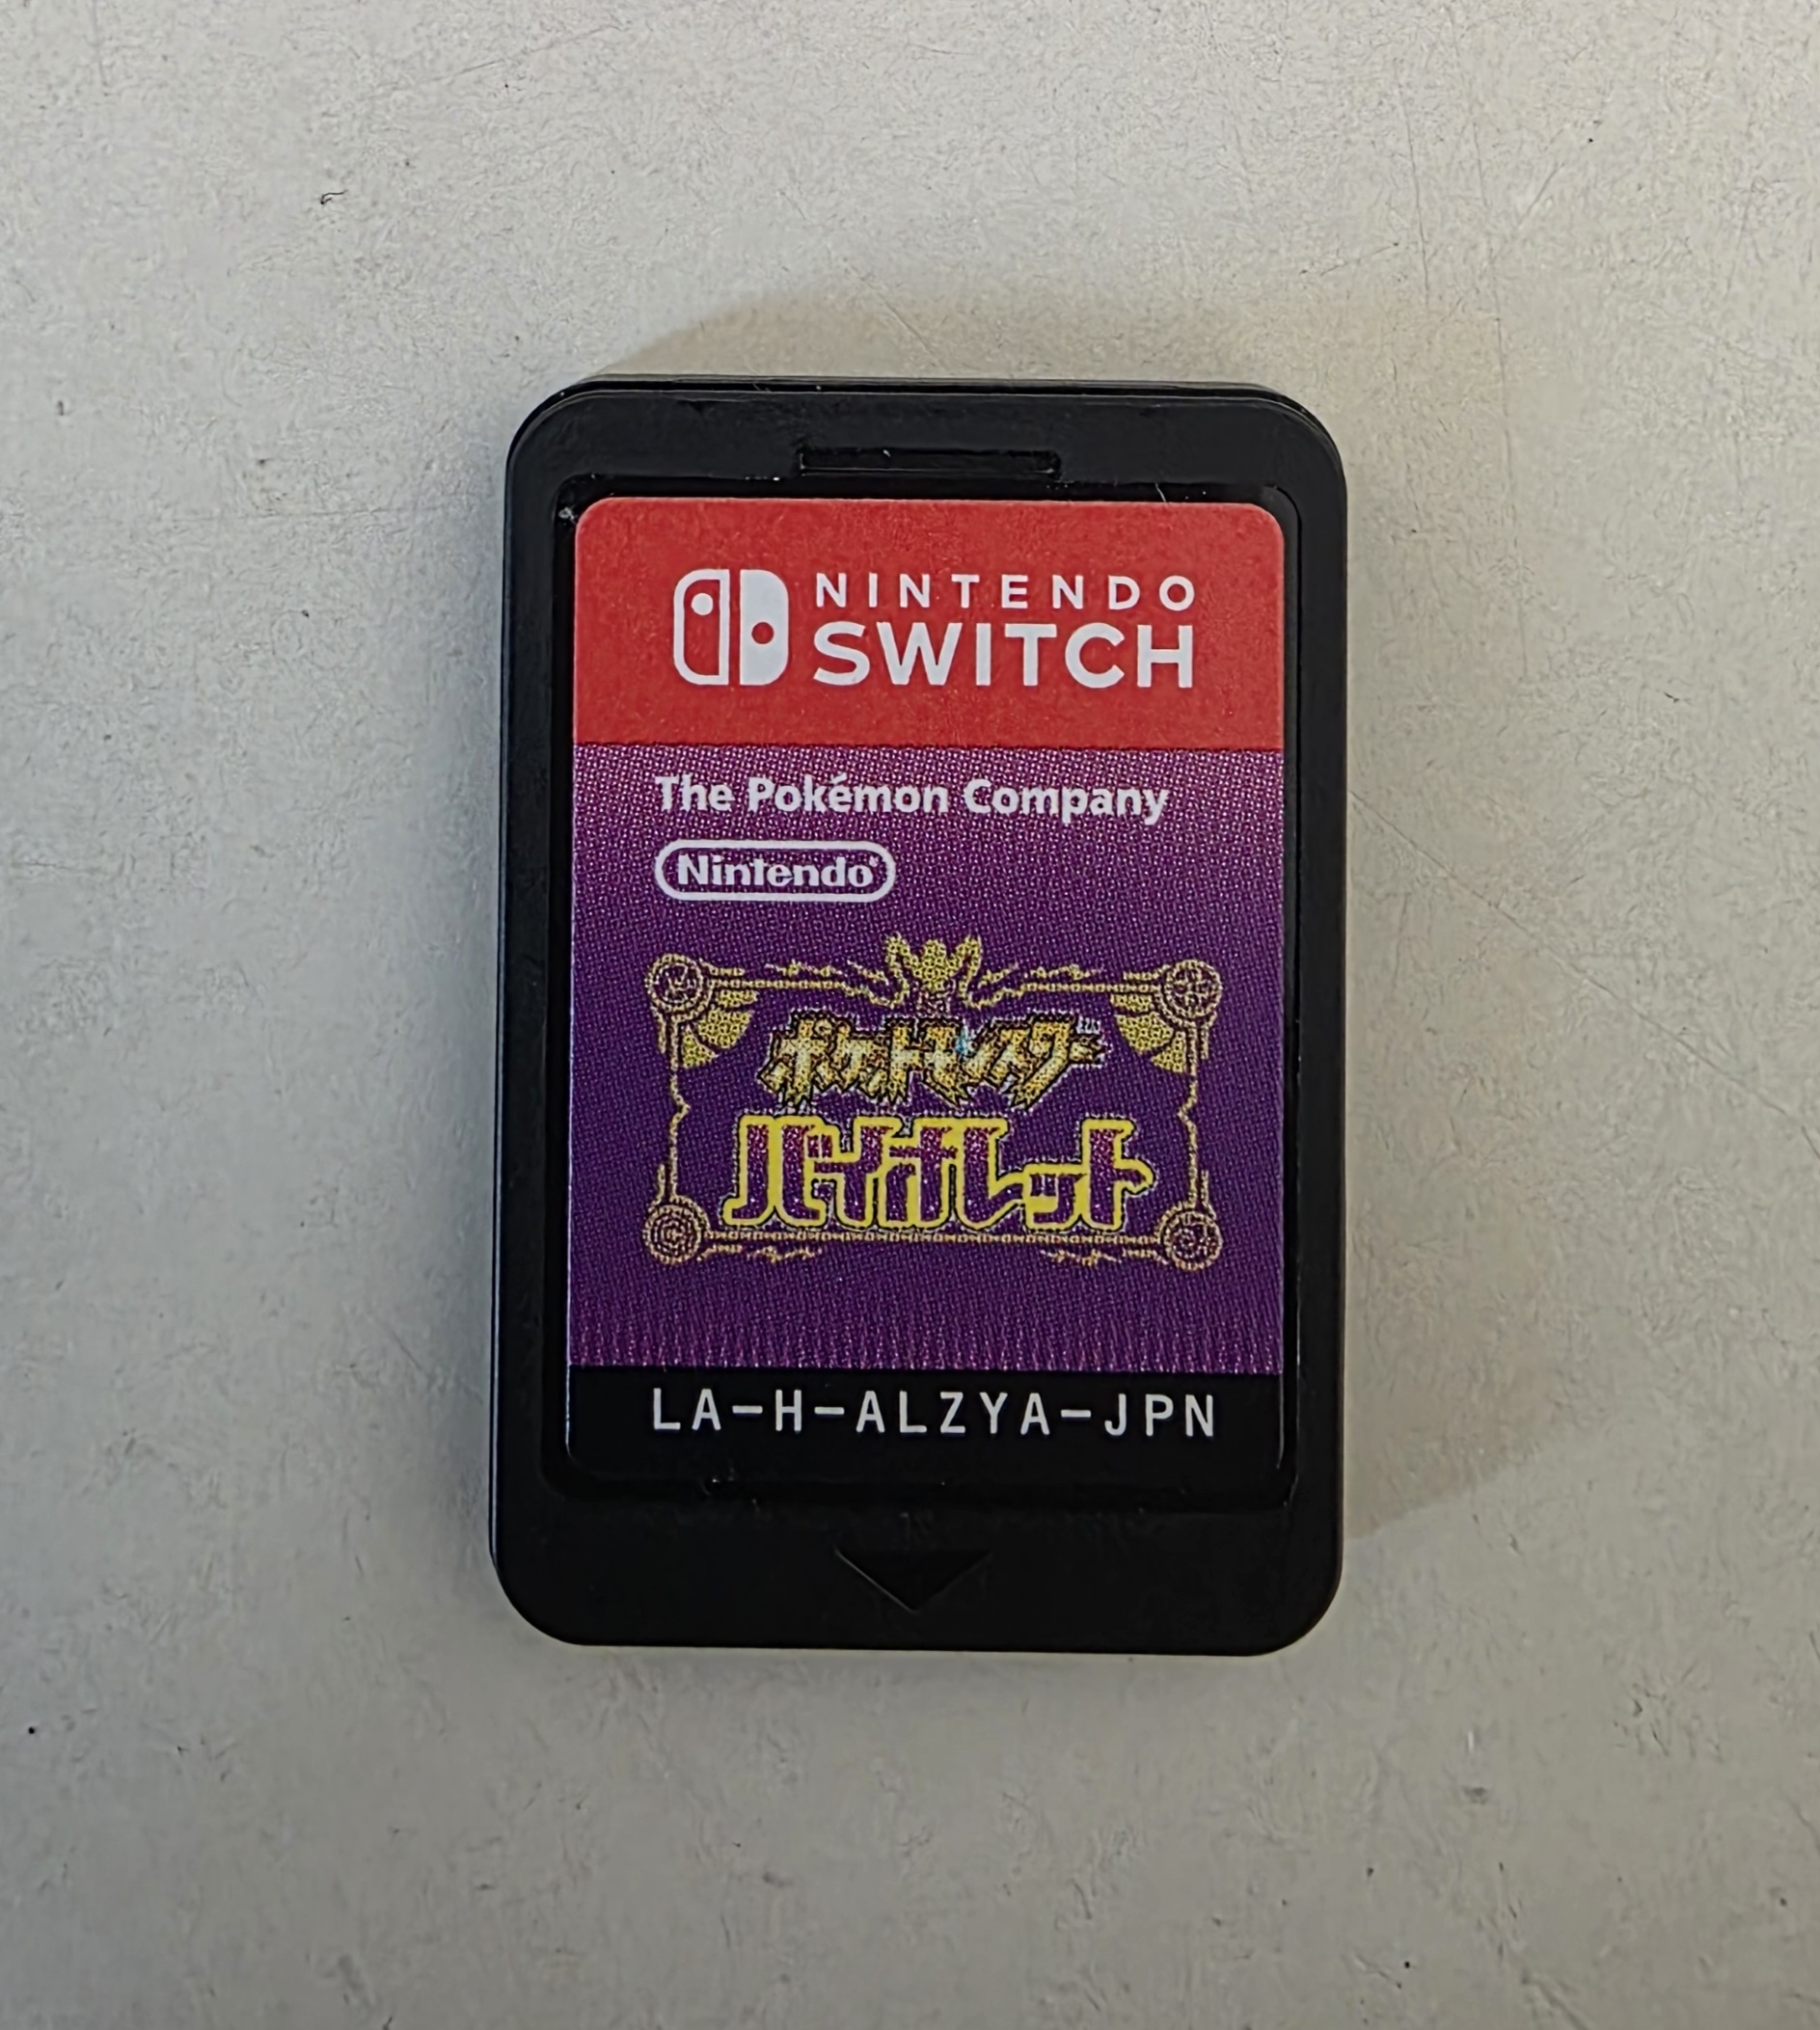 NINTENDO
SWITCH
The Pokémon Company
Nintendo
ポケットモンスター
バイオレット
LA-H-ALZYA-JPN